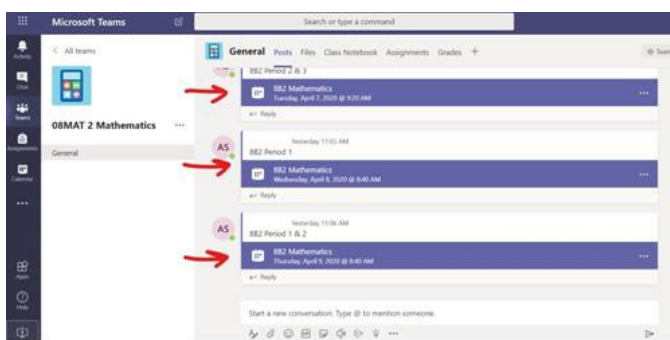 Microsoft Teams
Search or type a command
Activity
Chat
Teams
Assignments
Calendar
Apps
Help
All teams
08MAT 2 Mathematics
General
General Posts Files Class Notebook Assignments Grades +
Team
8B2 Period 2 & 3
8B2 Mathematics
Tuesday, April 7, 2020 @ 9:20 AM
Reply
AS
Yesterday 11:03 AM
8B2 Period 1
8B2 Mathematics
Wednesday, April 8, 2020 @ 8:40 AM
Reply
AS
Yesterday 11:06 AM
8B2 Period 1 & 2
8B2 Mathematics
Thursday, April 9, 2020 @ 8:40 AM
Reply
Start a new conversation. Type @ to mention someone.